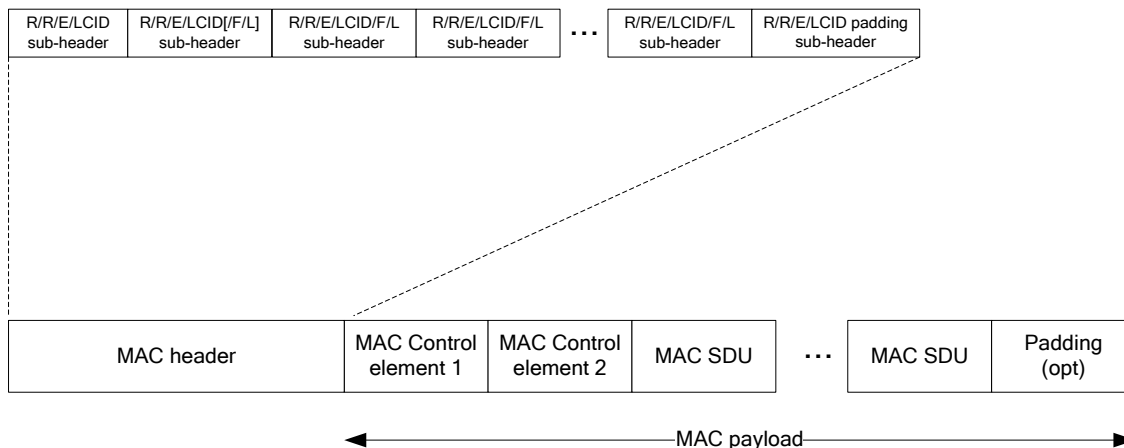 R/R/E/LCID
sub-header
R/R/E/LCID[/F/L]
sub-header
R/R/E/LCID/F/L
sub-header
R/R/E/LCID/F/L
sub-header
...
R/R/E/LCID/F/L
sub-header
R/R/E/LCID padding
sub-header
MAC header
MAC Control
element 1
MAC Control
element 2
MAC SDU
...
MAC SDU
Padding
(opt)
MAC payload